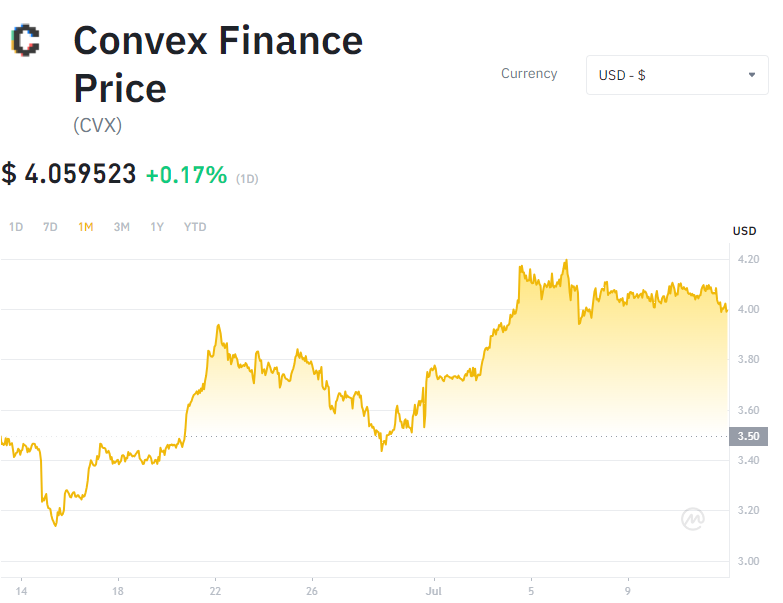 Convex Finance
Price
(CVX)
Currency
USD - $
$ 4.059523 +0.17% (1D)
1D 7D 1M 3M 1Y YTD
USD
4.20
4.00
3.80
3.60
3.50
3.40
3.20
3.00
14 18 22 26 Jul 5 9